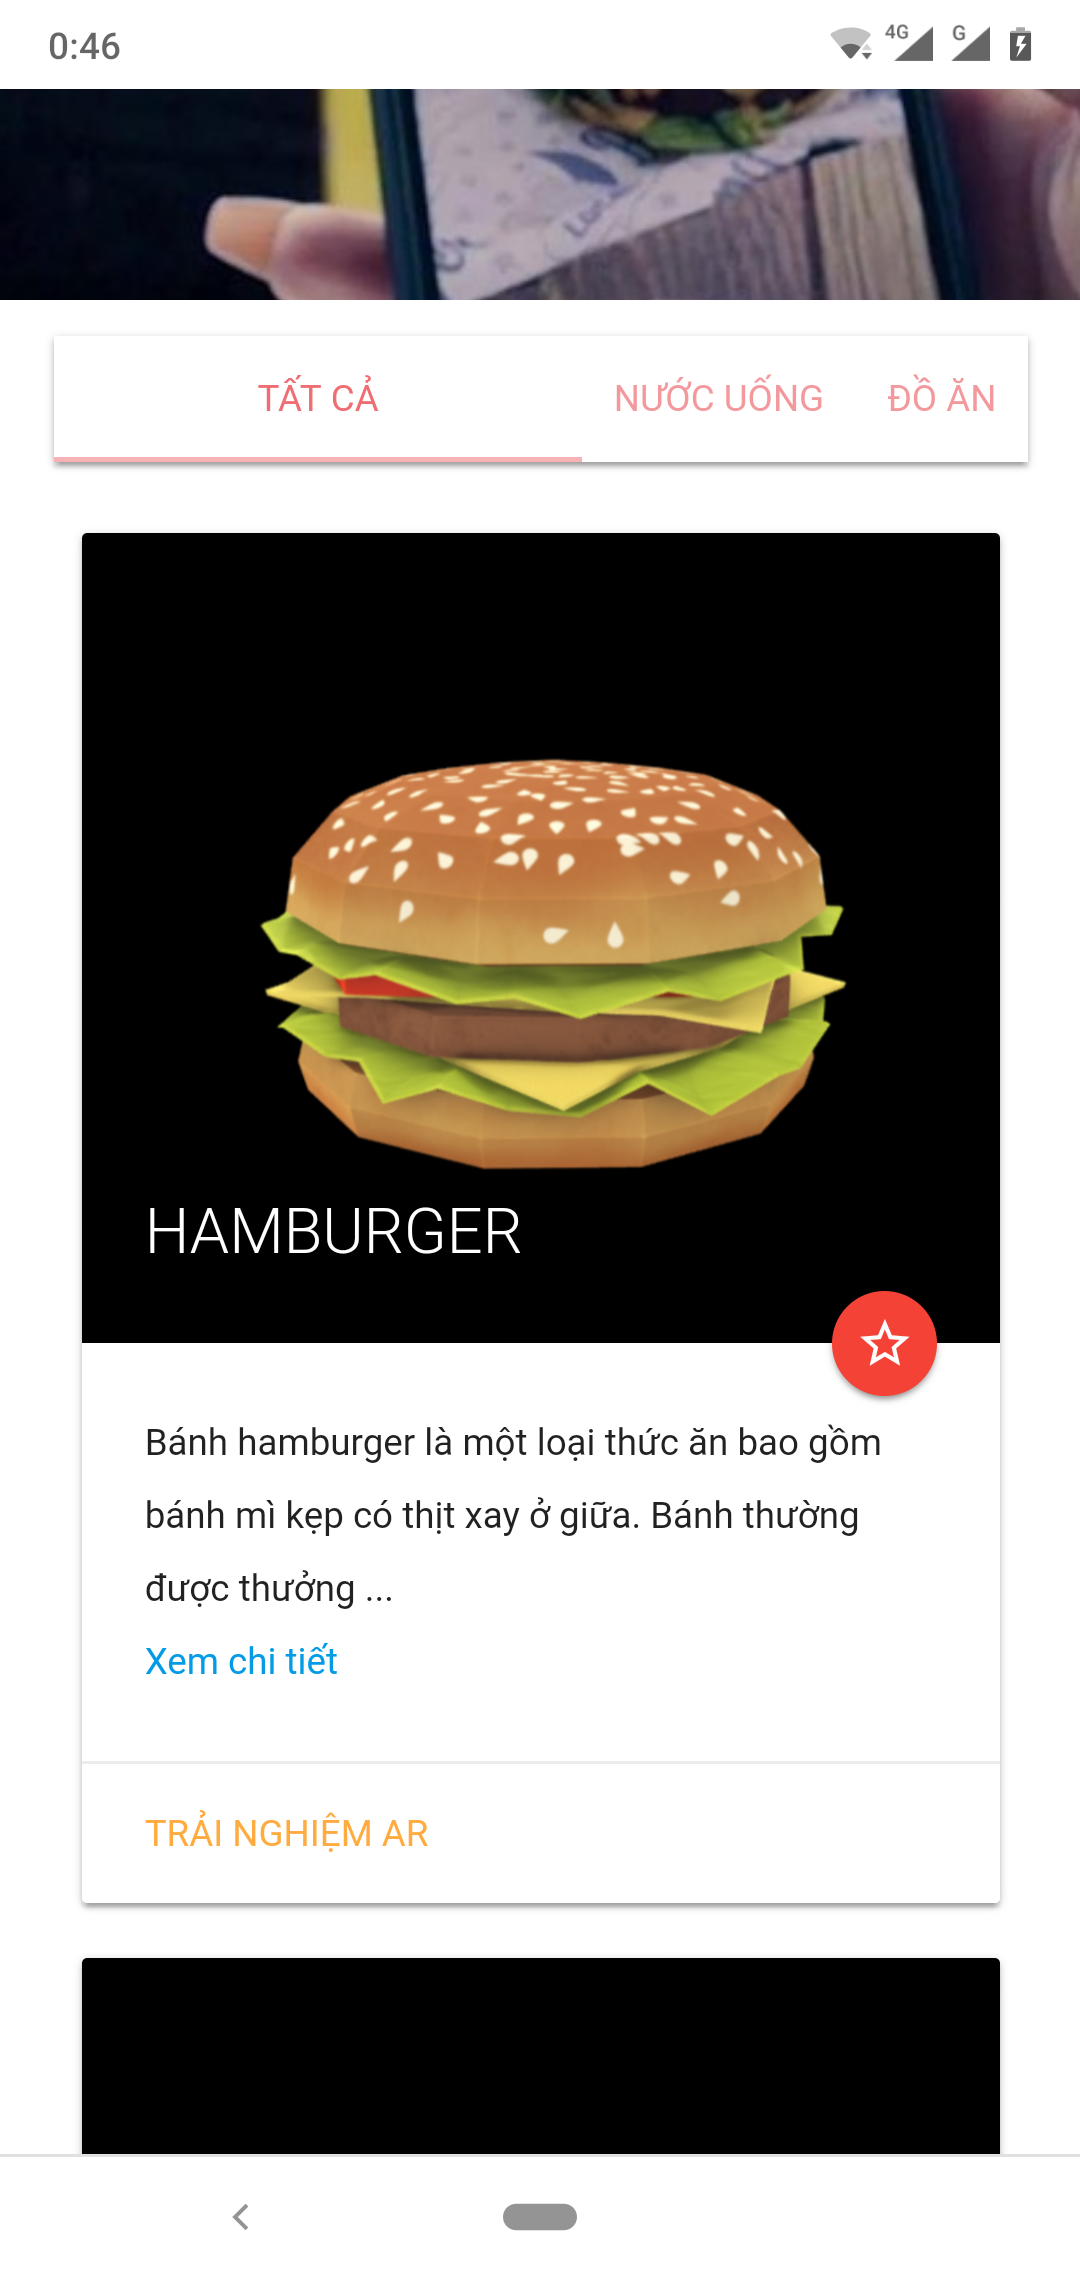 0:46
4G
G
TẤT CẢ
NƯỚC UỐNG
ĐỒ ĂN
HAMBURGER
Bánh hamburger là một loại thức ăn bao gồm
bánh mì kẹp có thịt xay ở giữa. Bánh thường
được thưởng ...
Xem chi tiết
TRẢI NGHIỆM AR